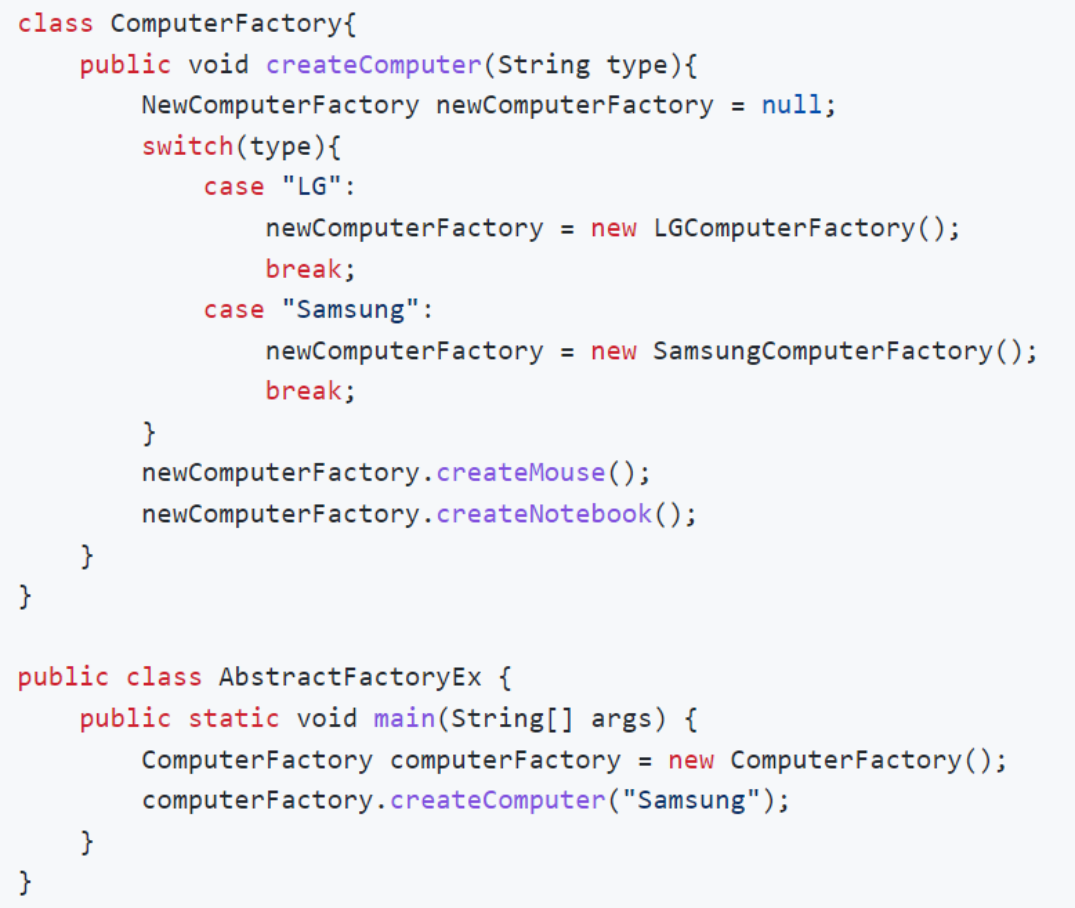 class ComputerFactory{
    public void createComputer(String type){
        NewComputerFactory newComputerFactory = null;
        switch(type){
            case "LG":
                newComputerFactory = new LGComputerFactory();
                break;
            case "Samsung":
                newComputerFactory = new SamsungComputerFactory();
                break;
        }
        newComputerFactory.createMouse();
        newComputerFactory.createNotebook();
    }
}

public class AbstractFactoryEx {
    public static void main(String[] args) {
        ComputerFactory computerFactory = new ComputerFactory();
        computerFactory.createComputer("Samsung");
    }
}